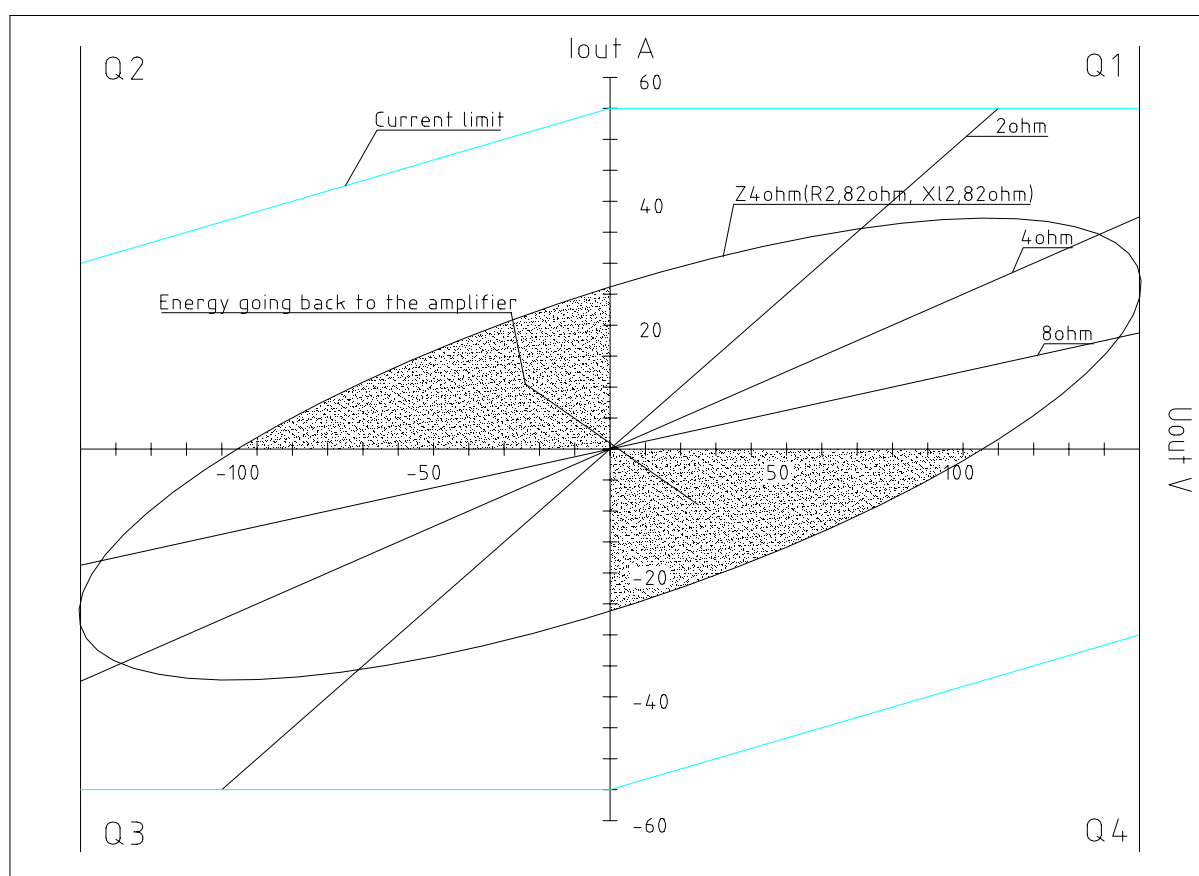 Iout A
Q2
Q1
60
Current limit
2ohm
Z4ohm(R2,82ohm, Xl2,82ohm)
40
4ohm
Energy going back to the amplifier
20
8ohm
Uout V
-100
-50
50
100
-20
-40
-60
Q3
Q4